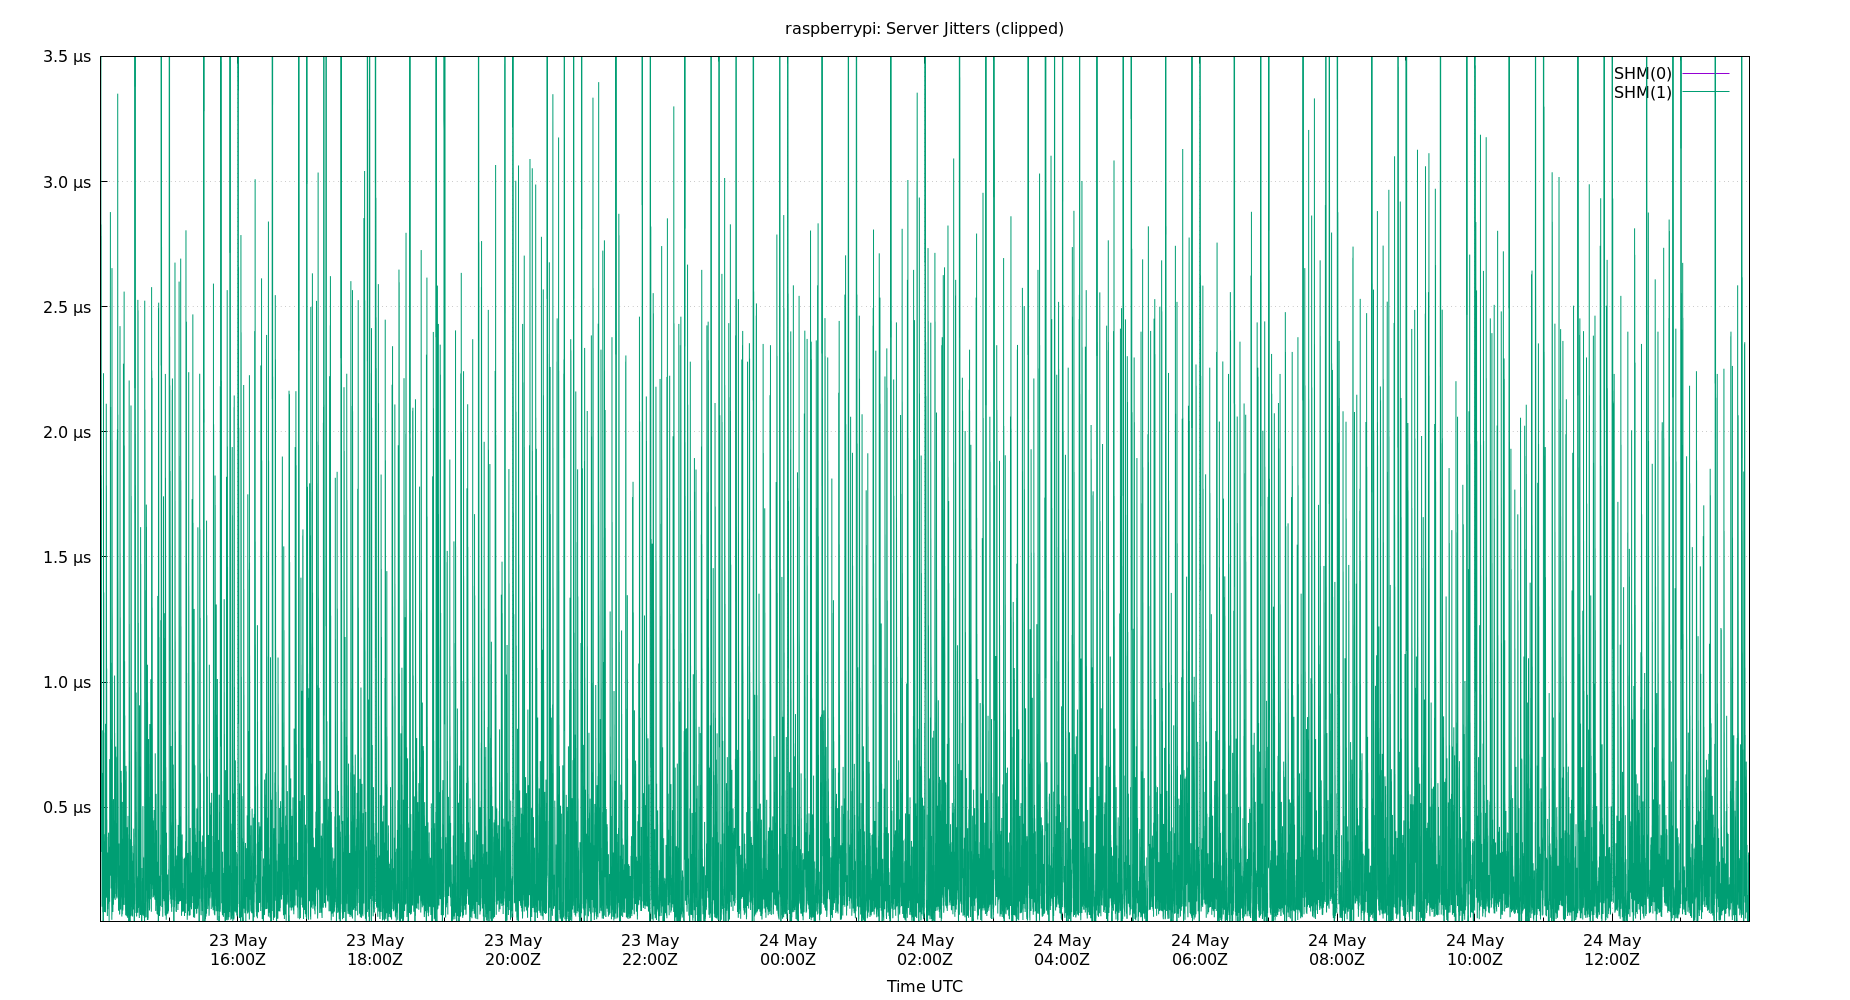 raspberrypi: Server Jitters (clipped)
3.5 µs
SHM(0)
SHM(1)
3.0 µs
2.5 µs
2.0 µs
1.5 µs
1.0 µs
0.5 µs
23 May 23 May 23 May 23 May 24 May 24 May 24 May 24 May 24 May 24 May 24 May
16:00Z 18:00Z 20:00Z 22:00Z 00:00Z 02:00Z 04:00Z 06:00Z 08:00Z 10:00Z 12:00Z
Time UTC